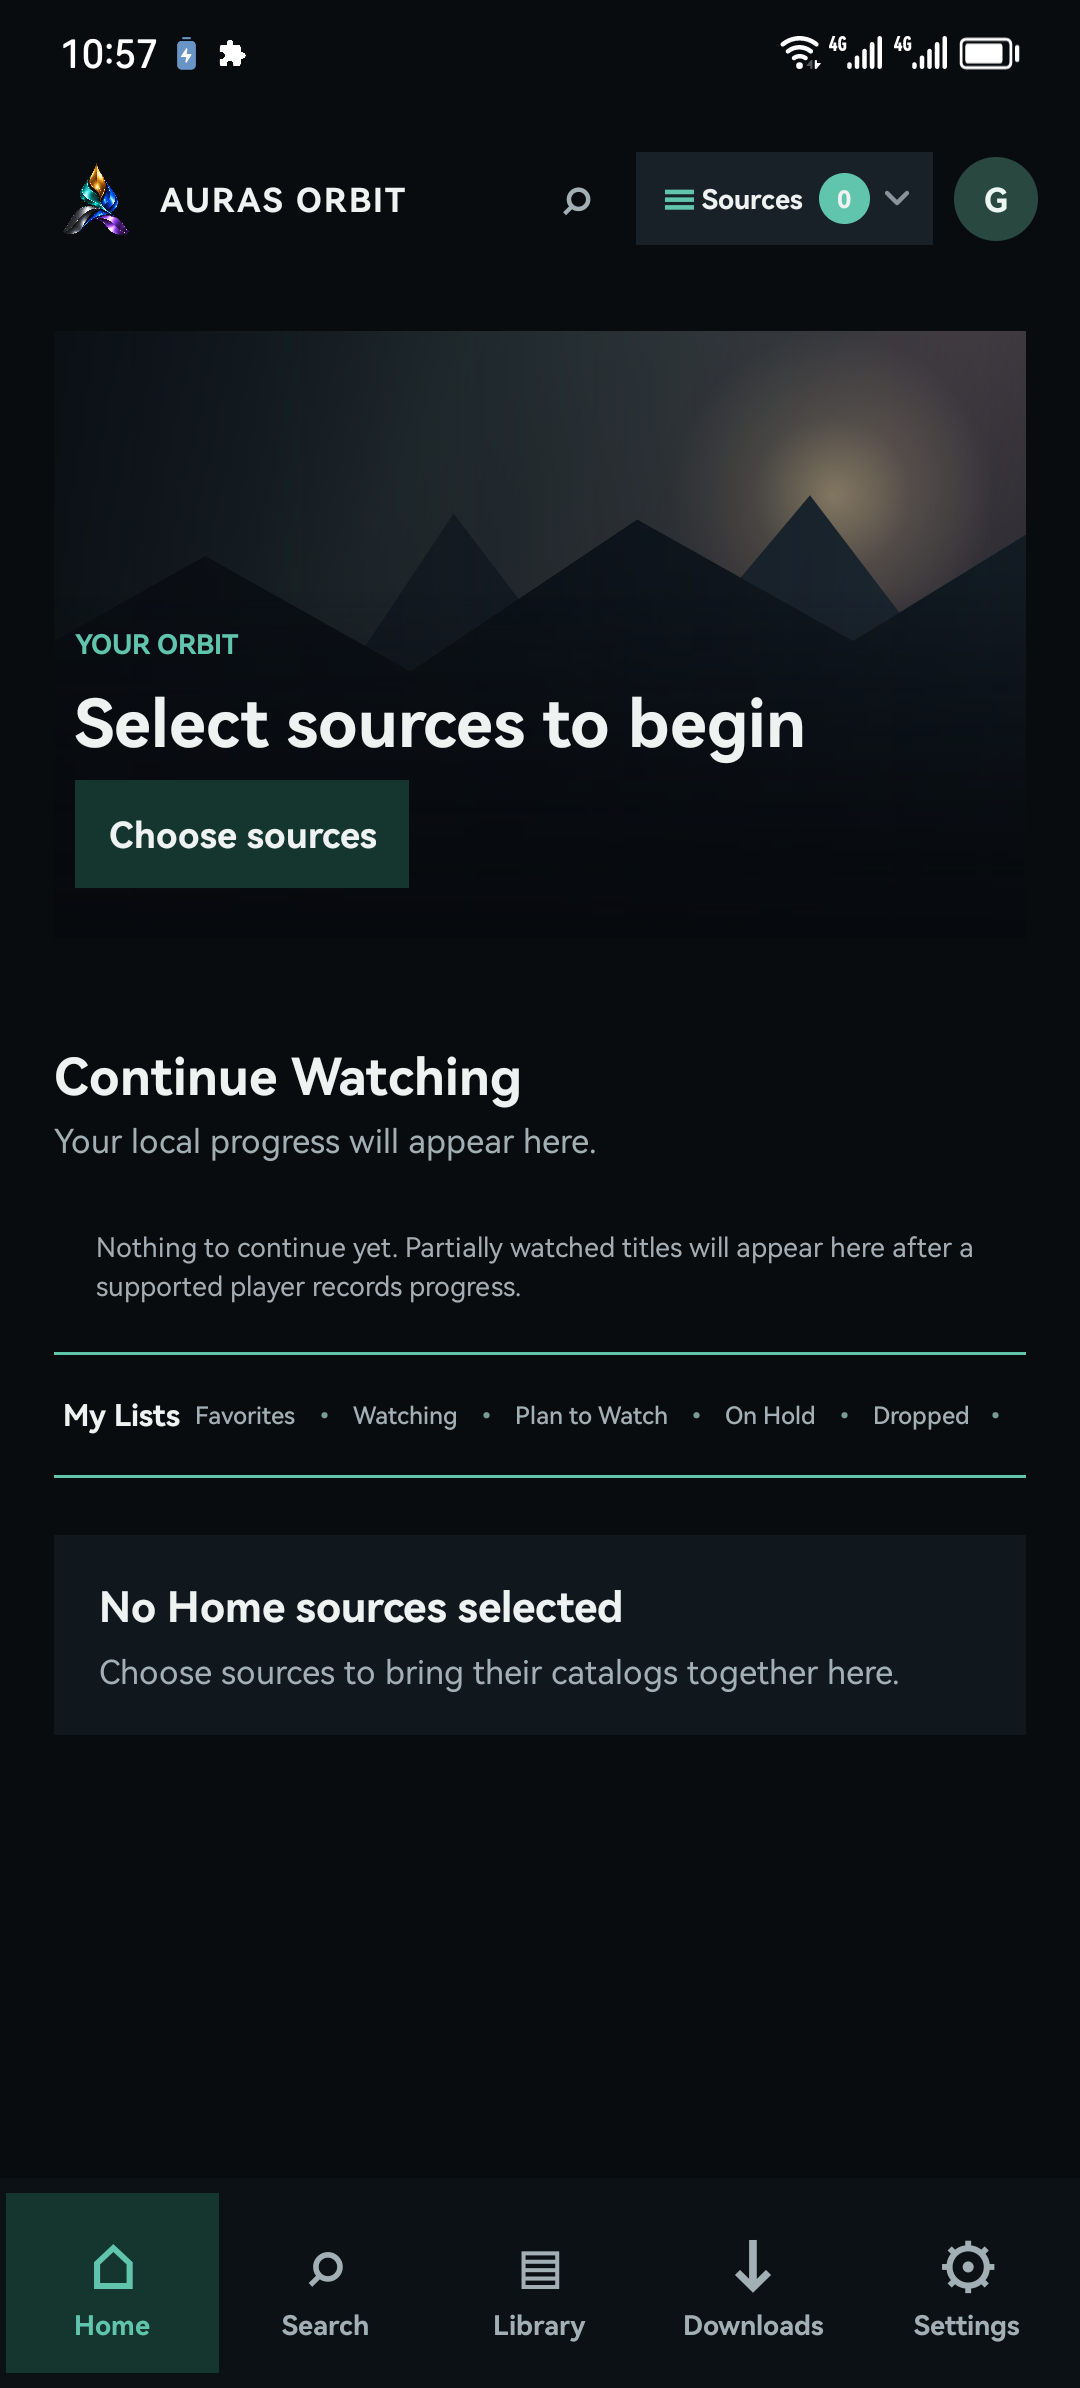 10:57
4G 4G
AURAS ORBIT
Sources 0
G
YOUR ORBIT
Select sources to begin
Choose sources
Continue Watching
Your local progress will appear here.
Nothing to continue yet. Partially watched titles will appear here after a
supported player records progress.
My Lists Favorites • Watching • Plan to Watch • On Hold • Dropped •
No Home sources selected
Choose sources to bring their catalogs together here.
Home Search Library Downloads Settings